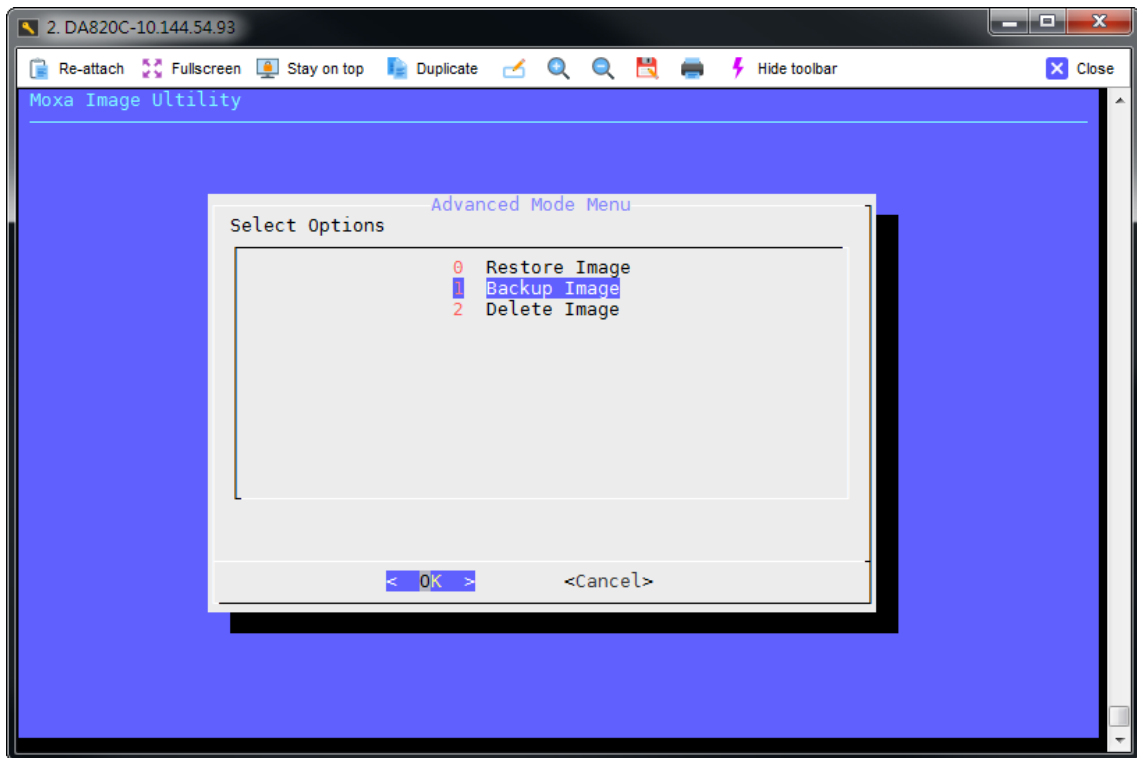 2. DA820C-10.144.54.93
Re-attach Fullscreen Stay on top Duplicate Hide toolbar Close
Moxa Image Ultility
Advanced Mode Menu
Select Options
0 Restore Image
1 Backup Image
2 Delete Image
< OK > <Cancel>